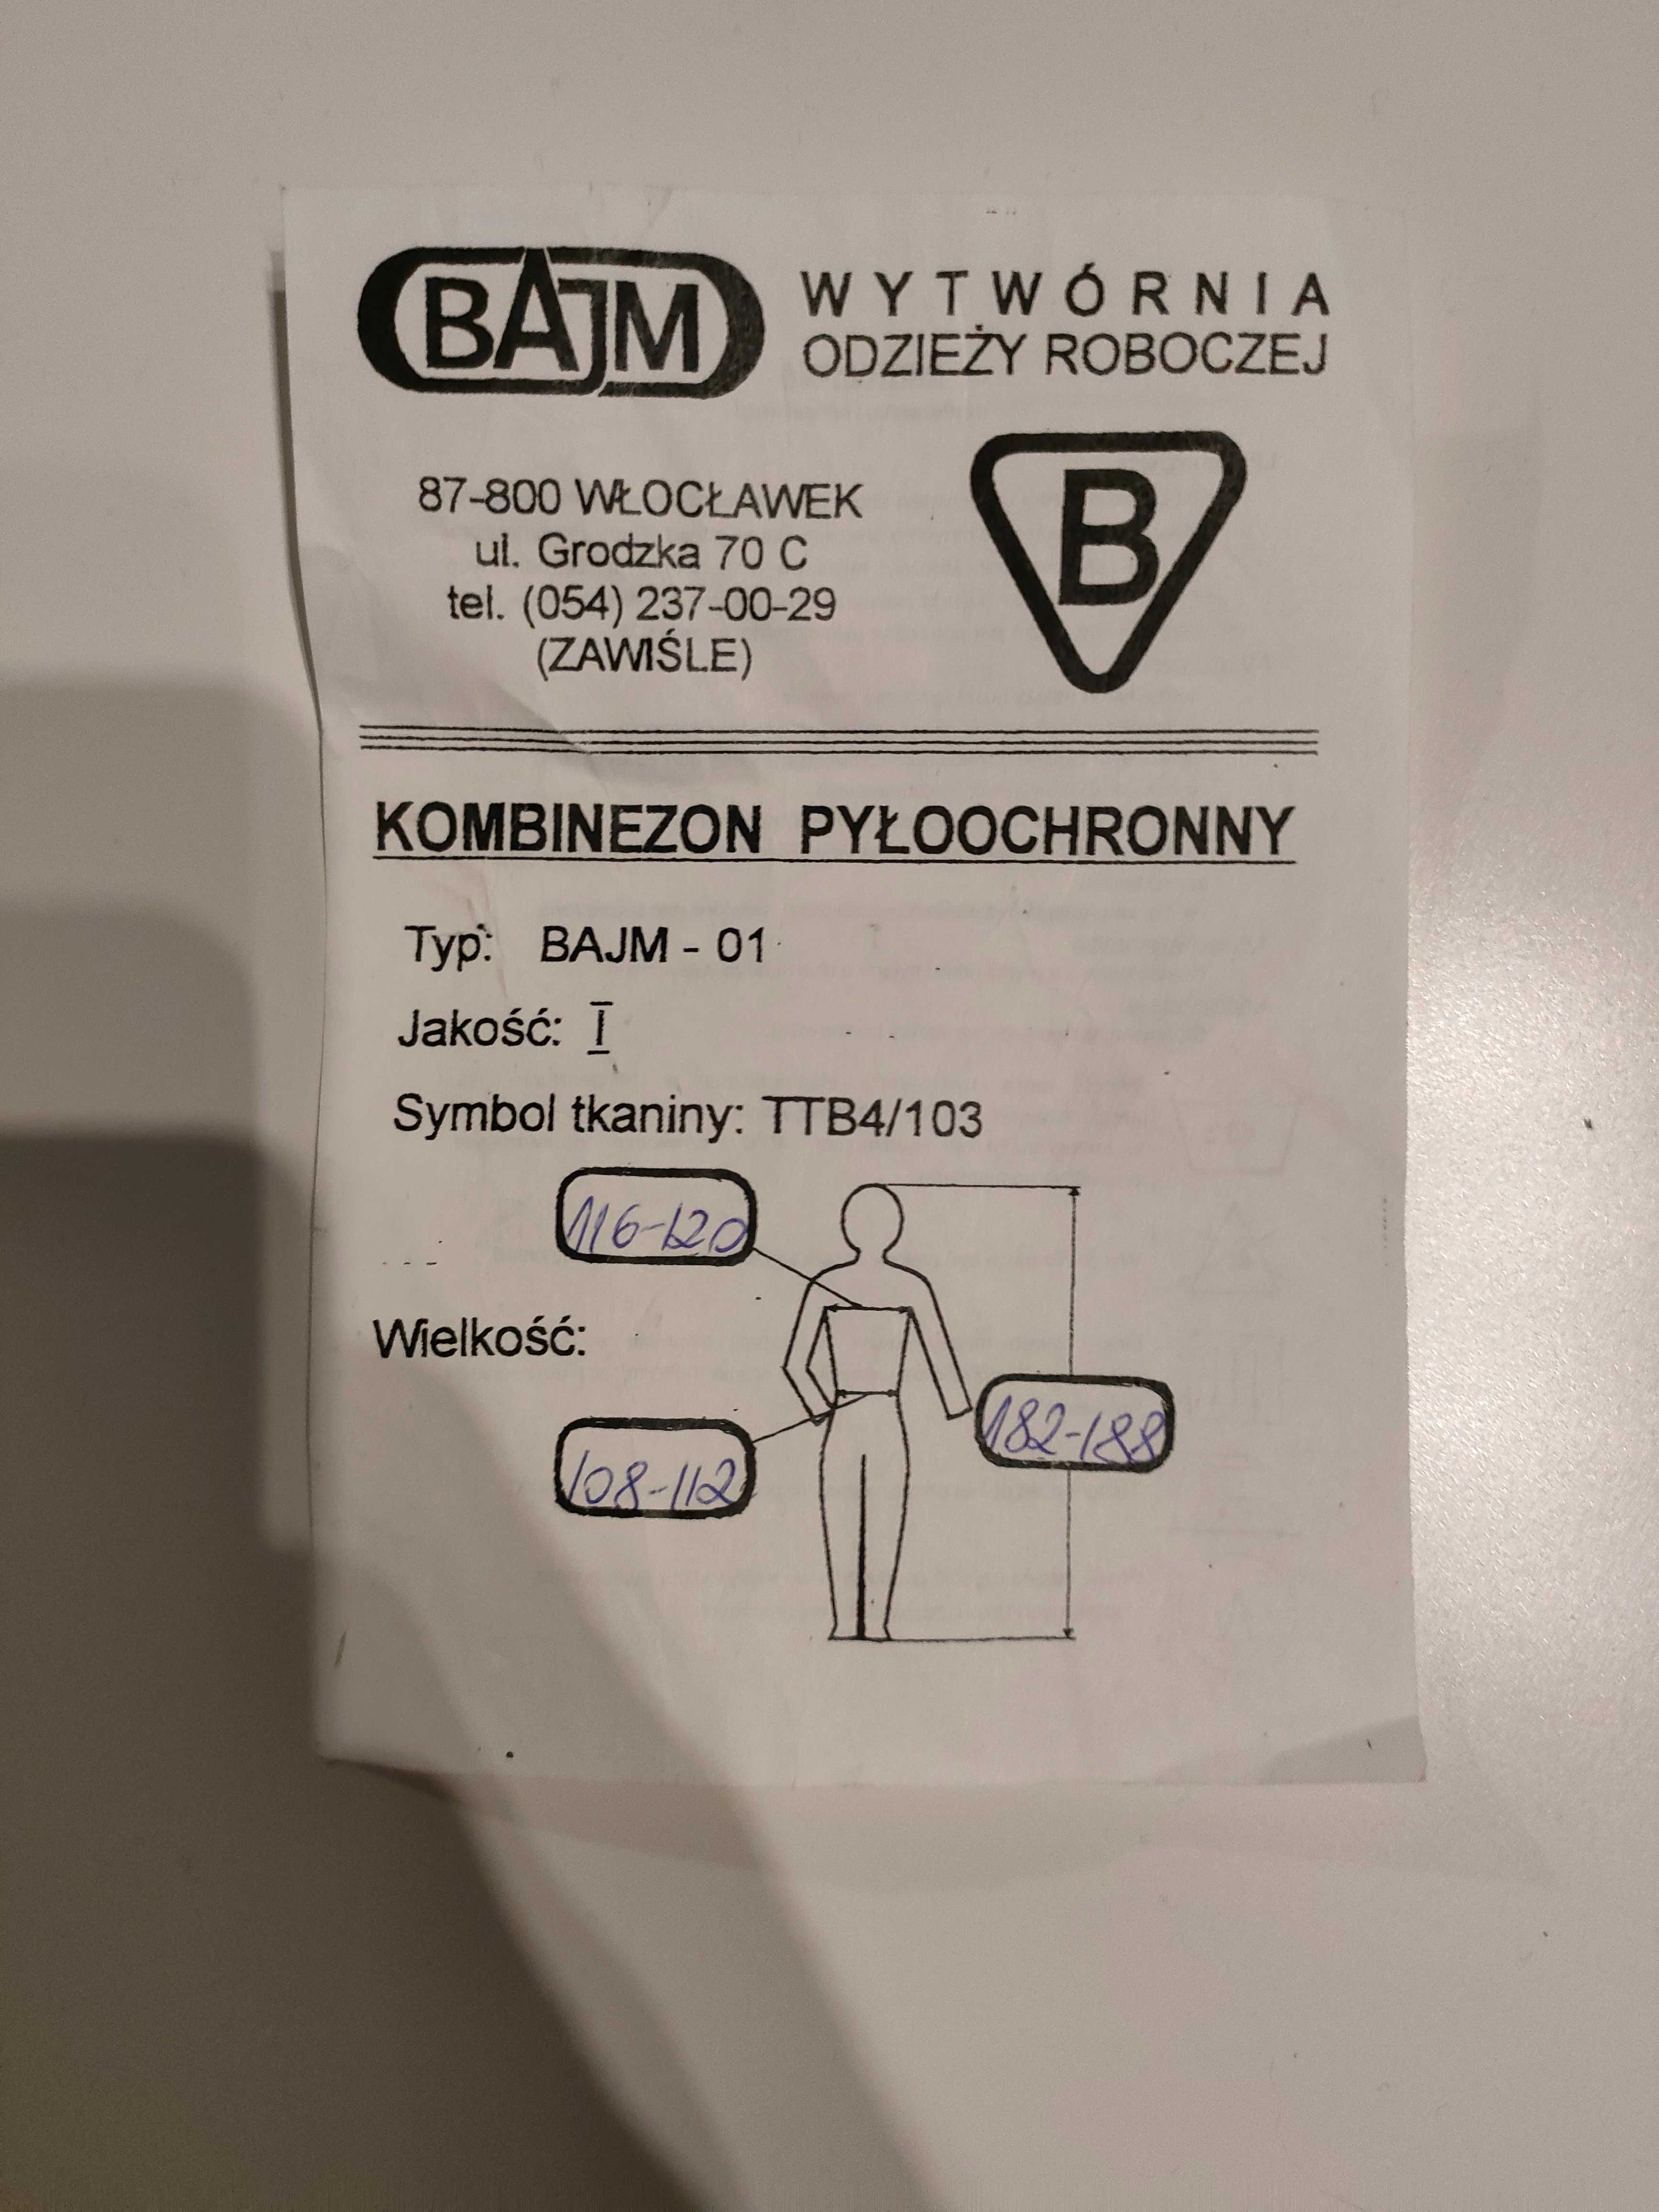 BAJM
WYTWÓRNIA
ODZIEŻY ROBOCZEJ
87-800 WŁOCŁAWEK
ul. Grodzka 70 C
tel. (054) 237-00-29
(ZAWIŚLE)
B
KOMBINEZON PYŁOOCHRONNY
Typ: BAJM - 01
Jakość: I
Symbol tkaniny: TTB4/103
116-120
Wielkość:
182-188
108-112